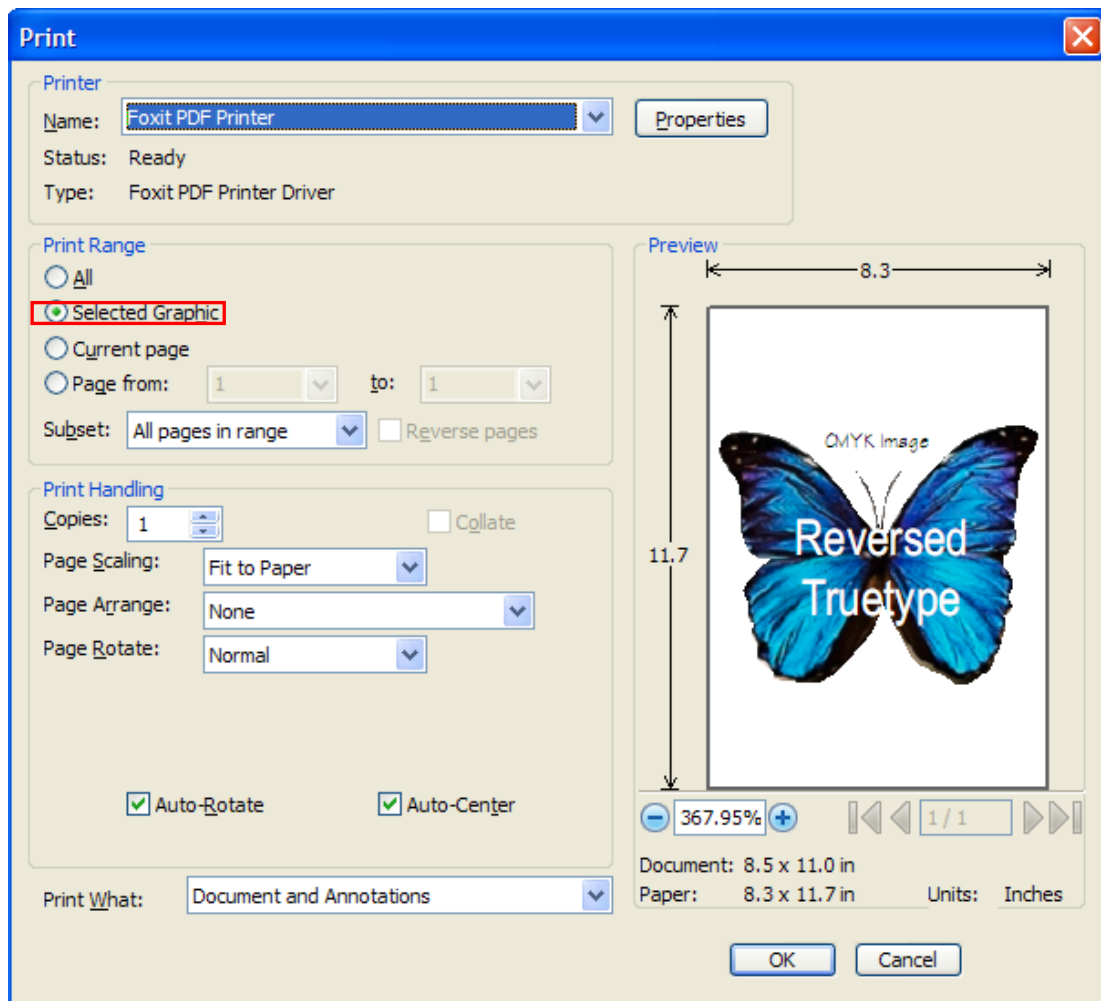 Print
Printer
Name: Foxit PDF Printer Properties
Status: Ready
Type: Foxit PDF Printer Driver
Print Range
All
Selected Graphic
Current page
Page from: 1 to: 1
Subset: All pages in range Reverse pages
Print Handling
Copies: 1 Collate
Page Scaling: Fit to Paper
Page Arrange: None
Page Rotate: Normal
Auto-Rotate Auto-Center
Print What: Document and Annotations
Preview
8.3
11.7
CMYK Image
Reversed
Truetype
367.95% 1 / 1
Document: 8.5 x 11.0 in
Paper: 8.3 x 11.7 in Units: Inches
OK Cancel